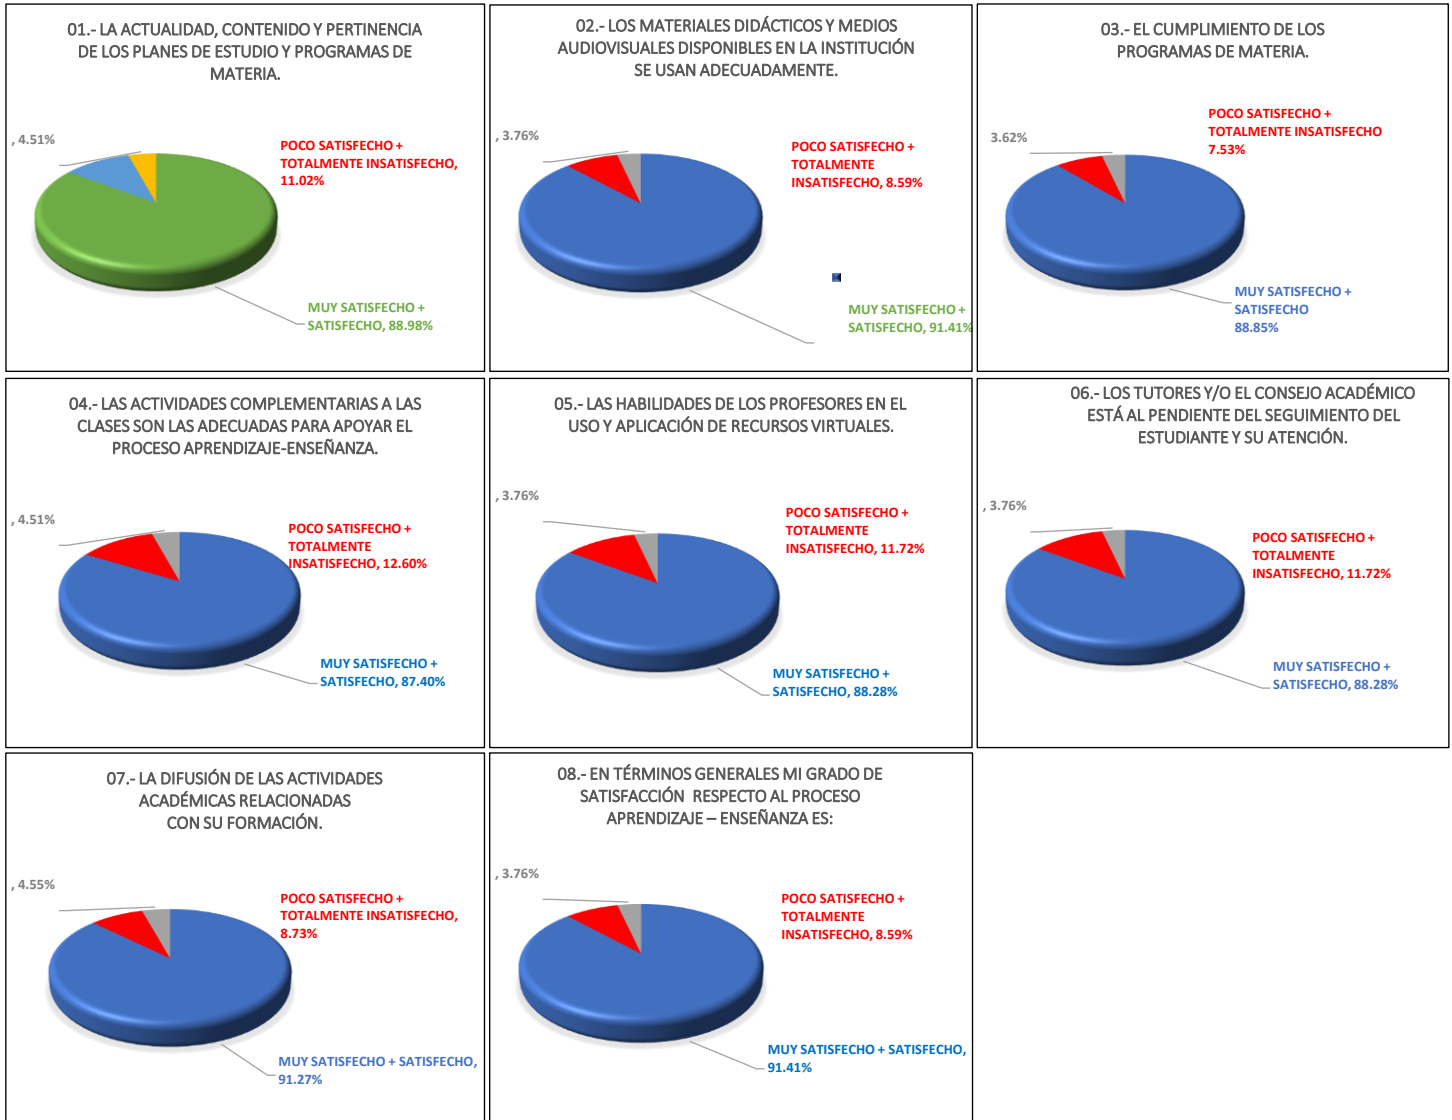 01.- LA ACTUALIDAD, CONTENIDO Y PERTINENCIA
DE LOS PLANES DE ESTUDIO Y PROGRAMAS DE
MATERIA.
, 4.51%
POCO SATISFECHO +
TOTALMENTE INSATISFECHO,
11.02%
MUY SATISFECHO +
SATISFECHO, 88.98%
02.- LOS MATERIALES DIDÁCTICOS Y MEDIOS
AUDIOVISUALES DISPONIBLES EN LA INSTITUCIÓN
SE USAN ADECUADAMENTE.
, 3.76%
POCO SATISFECHO +
TOTALMENTE
INSATISFECHO, 8.59%
MUY SATISFECHO +
SATISFECHO, 91.41%
03.- EL CUMPLIMIENTO DE LOS
PROGRAMAS DE MATERIA.
3.62%
POCO SATISFECHO +
TOTALMENTE INSATISFECHO
7.53%
MUY SATISFECHO +
SATISFECHO
88.85%
04.- LAS ACTIVIDADES COMPLEMENTARIAS A LAS
CLASES SON LAS ADECUADAS PARA APOYAR EL
PROCESO APRENDIZAJE-ENSEÑANZA.
, 4.51%
POCO SATISFECHO +
TOTALMENTE
INSATISFECHO, 12.60%
MUY SATISFECHO +
SATISFECHO, 87.40%
05.- LAS HABILIDADES DE LOS PROFESORES EN EL
USO Y APLICACIÓN DE RECURSOS VIRTUALES.
, 3.76%
POCO SATISFECHO +
TOTALMENTE
INSATISFECHO, 11.72%
MUY SATISFECHO +
SATISFECHO, 88.28%
06.- LOS TUTORES Y/O EL CONSEJO ACADÉMICO
ESTÁ AL PENDIENTE DEL SEGUIMIENTO DEL
ESTUDIANTE Y SU ATENCIÓN.
, 3.76%
POCO SATISFECHO +
TOTALMENTE
INSATISFECHO, 11.72%
MUY SATISFECHO +
SATISFECHO, 88.28%
07.- LA DIFUSIÓN DE LAS ACTIVIDADES
ACADÉMICAS RELACIONADAS
CON SU FORMACIÓN.
, 4.55%
POCO SATISFECHO +
TOTALMENTE INSATISFECHO,
8.73%
MUY SATISFECHO + SATISFECHO,
91.27%
08.- EN TÉRMINOS GENERALES MI GRADO DE
SATISFACCIÓN RESPECTO AL PROCESO
APRENDIZAJE – ENSEÑANZA ES:
, 3.76%
POCO SATISFECHO +
TOTALMENTE
INSATISFECHO, 8.59%
MUY SATISFECHO + SATISFECHO,
91.41%